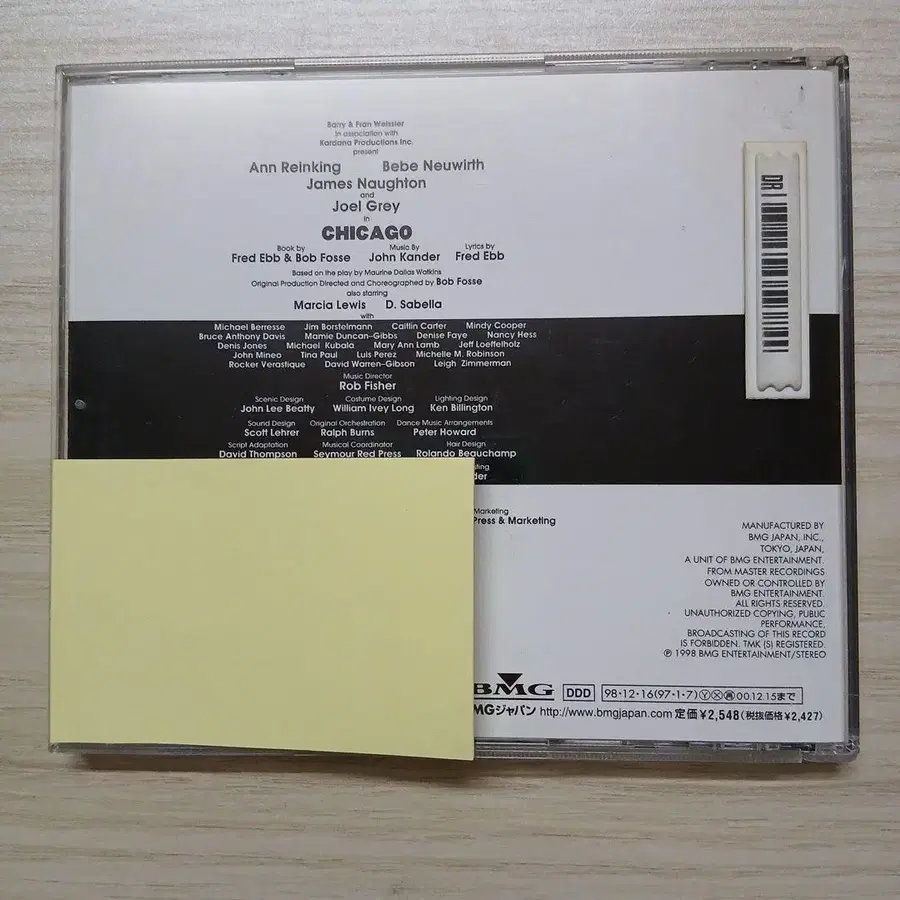 Barry & Fran Weissler
in association with
Kardana Productions Inc.
present
Ann Reinking Bebe Neuwirth
James Naughton
and
Joel Grey
in
CHICAGO
Book by Music By Lyrics by
Fred Ebb & Bob Fosse John Kander Fred Ebb
Based on the play by Maurine Dallas Watkins
Original Production Directed and Choreographed by Bob Fosse
also starring
Marcia Lewis D. Sabella
with
Michael Berresse Jim Borstelmann Caitlin Carter Mindy Cooper
Bruce Anthony Davis Mamie Duncan-Gibbs Denise Faye Nancy Hess
Denis Jones Michael Kubala Mary Ann Lamb Jeff Loeffelholz
John Mineo Tina Paul Luis Perez Michelle M. Robinson
Rocker Verastique David Warren-Gibson Leigh Zimmerman
Music Director
Rob Fisher
Scenic Design Costume Design Lighting Design
John Lee Beatty William Ivey Long Ken Billington
Sound Design Original Orchestration Dance Music Arrangements
Scott Lehrer Ralph Burns Peter Howard
Script Adaptation Musical Coordinator Hair Design
David Thompson Seymour Red Press Rolando Beauchamp
Marketing
Press & Marketing
DR
MANUFACTURED BY
BMG JAPAN, INC.,
TOKYO, JAPAN,
A UNIT OF BMG ENTERTAINMENT.
FROM MASTER RECORDINGS
OWNED OR CONTROLLED BY
BMG ENTERTAINMENT.
ALL RIGHTS RESERVED.
UNAUTHORIZED COPYING, PUBLIC
PERFORMANCE,
BROADCASTING OF THIS RECORD
IS FORBIDDEN. TMK (S) REGISTERED.
℗ 1998 BMG ENTERTAINMENT/STEREO
BMG DDD 98・12・16(97・1・7)Ⓨ Ⓧ 00.12.15まで
MGジャパン http://www.bmgjapan.com 定価¥2,548(税抜価格¥2,427)